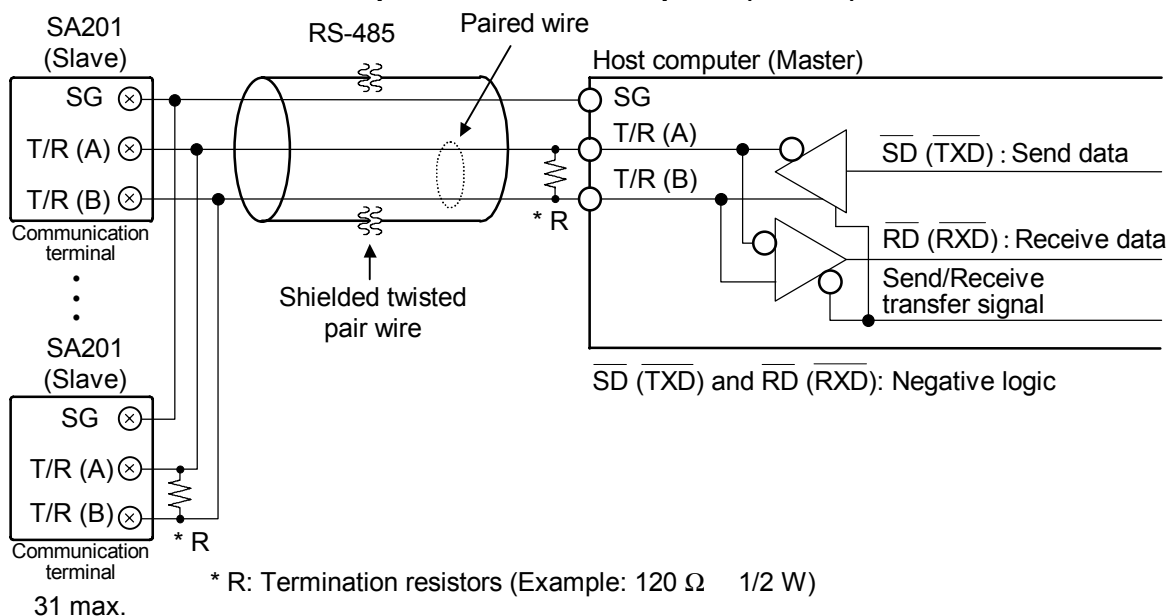 SA201
(Slave)
SG
T/R (A)
T/R (B)
Communication
terminal
RS-485
Paired wire
Shielded twisted
pair wire
* R
Host computer (Master)
SG
T/R (A)
T/R (B)
SD (TXD) : Send data
RD (RXD) : Receive data
Send/Receive
transfer signal
SD (TXD) and RD (RXD): Negative logic
SA201
(Slave)
SG
T/R (A)
T/R (B)
Communication
terminal
* R
31 max.
* R: Termination resistors (Example: 120 Ω 1/2 W)